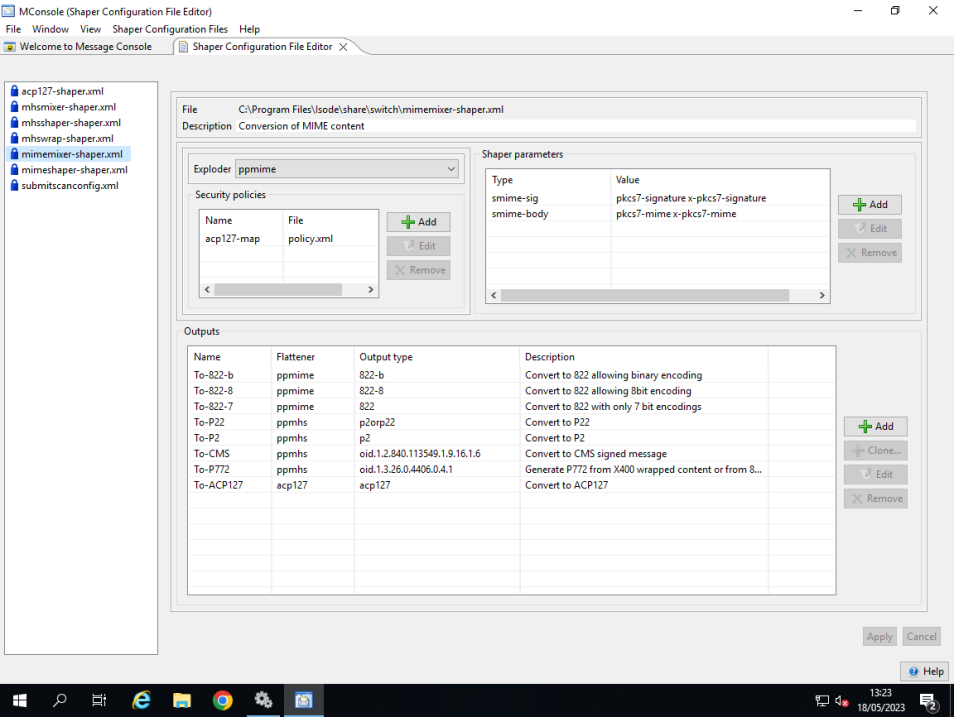 MConsole (Shaper Configuration File Editor)
File Window View Shaper Configuration Files Help
Welcome to Message Console Shaper Configuration File Editor
acp127-shaper.xml
mhsmixer-shaper.xml
mhsshaper-shaper.xml
mhswrap-shaper.xml
mimemixer-shaper.xml
mimeshaper-shaper.xml
submitscanconfig.xml
File C:\Program Files\Isode\share\switch\mimemixer-shaper.xml
Description Conversion of MIME content
Exploder ppmime
Security policies
Name File
acp127-map policy.xml
Add
Edit
Remove
Shaper parameters
Type Value
smime-sig pkcs7-signature x-pkcs7-signature
smime-body pkcs7-mime x-pkcs7-mime
Add
Edit
Remove
Outputs
Name Flattener Output type Description
To-822-b ppmime 822-b Convert to 822 allowing binary encoding
To-822-8 ppmime 822-8 Convert to 822 allowing 8bit encoding
To-822-7 ppmime 822 Convert to 822 with only 7 bit encodings
To-P22 ppmhs p2orp22 Convert to P22
To-P2 ppmhs p2 Convert to P2
To-CMS ppmhs oid.1.2.840.113549.1.9.16.1.6 Convert to CMS signed message
To-P772 ppmhs oid.1.3.26.0.4406.0.4.1 Generate P772 from X400 wrapped content or from 8...
To-ACP127 acp127 acp127 Convert to ACP127
Add
Clone...
Edit
Remove
Apply Cancel
Help
13:23
18/05/2023
2